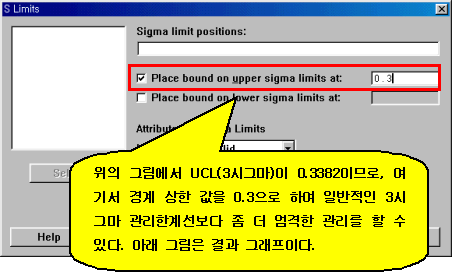 S Limits
Sigma limit positions:
Place bound on upper sigma limits at:
0.3
Place bound on lower sigma limits at:
Attribu
Limits
위의 그림에서 UCL(3시그마)이 0.3382이므로, 여
기서 경계 상한 값을 0.3으로 하여 일반적인 3시
그마 관리한계선보다 좀 더 엄격한 관리를 할 수
있다. 아래 그림은 결과 그래프이다.
Help